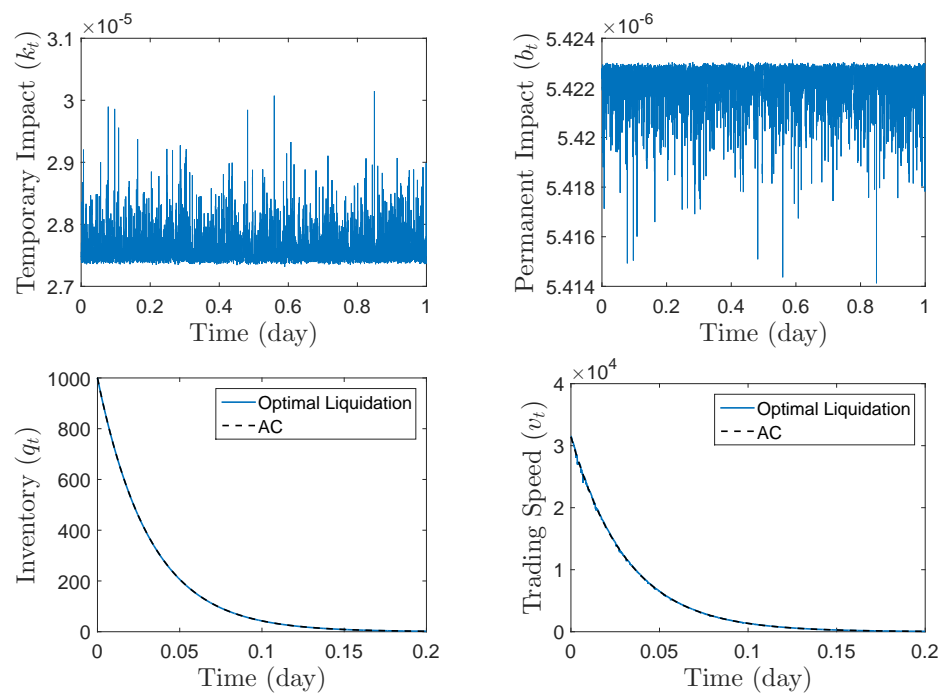 ×10^-5
3.1
3
2.9
2.8
2.7
0 0.2 0.4 0.6 0.8 1
Time (day)
Temporary Impact (k_t)
×10^-6
5.424
5.422
5.42
5.418
5.416
5.414
0 0.2 0.4 0.6 0.8 1
Time (day)
Permanent Impact (b_t)
1000
800
600
400
200
0
0 0.05 0.1 0.15 0.2
Time (day)
Inventory (q_t)
Optimal Liquidation
AC
×10^4
4
3
2
1
0
0 0.05 0.1 0.15 0.2
Time (day)
Trading Speed (v_t)
Optimal Liquidation
AC